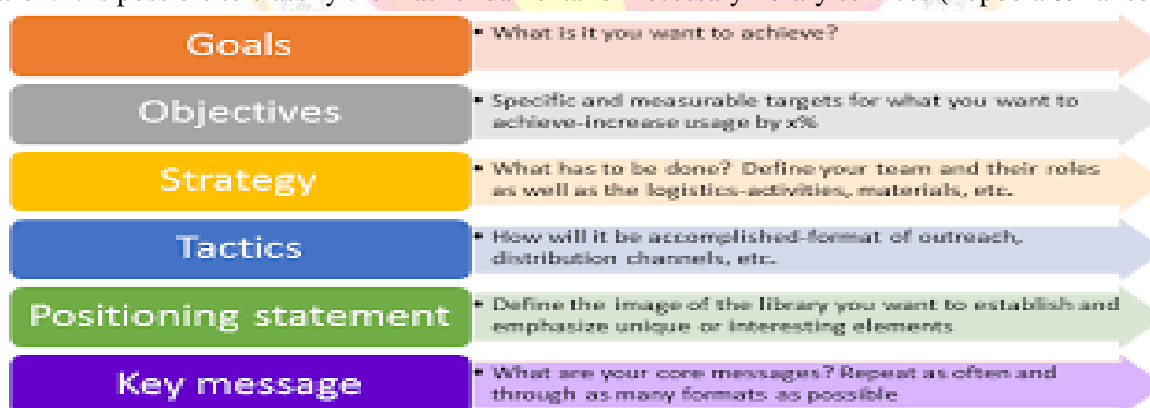 Goals
• What is it you want to achieve?
Objectives
• Specific and measurable targets for what you want to
achieve-increase usage by x%
Strategy
• What has to be done? Define your team and their roles
as well as the logistics-activities, materials, etc.
Tactics
• How will it be accomplished-format of outreach,
distribution channels, etc.
Positioning statement
• Define the image of the library you want to establish and
emphasize unique or interesting elements
Key message
• What are your core messages? Repeat as often and
through as many formats as possible